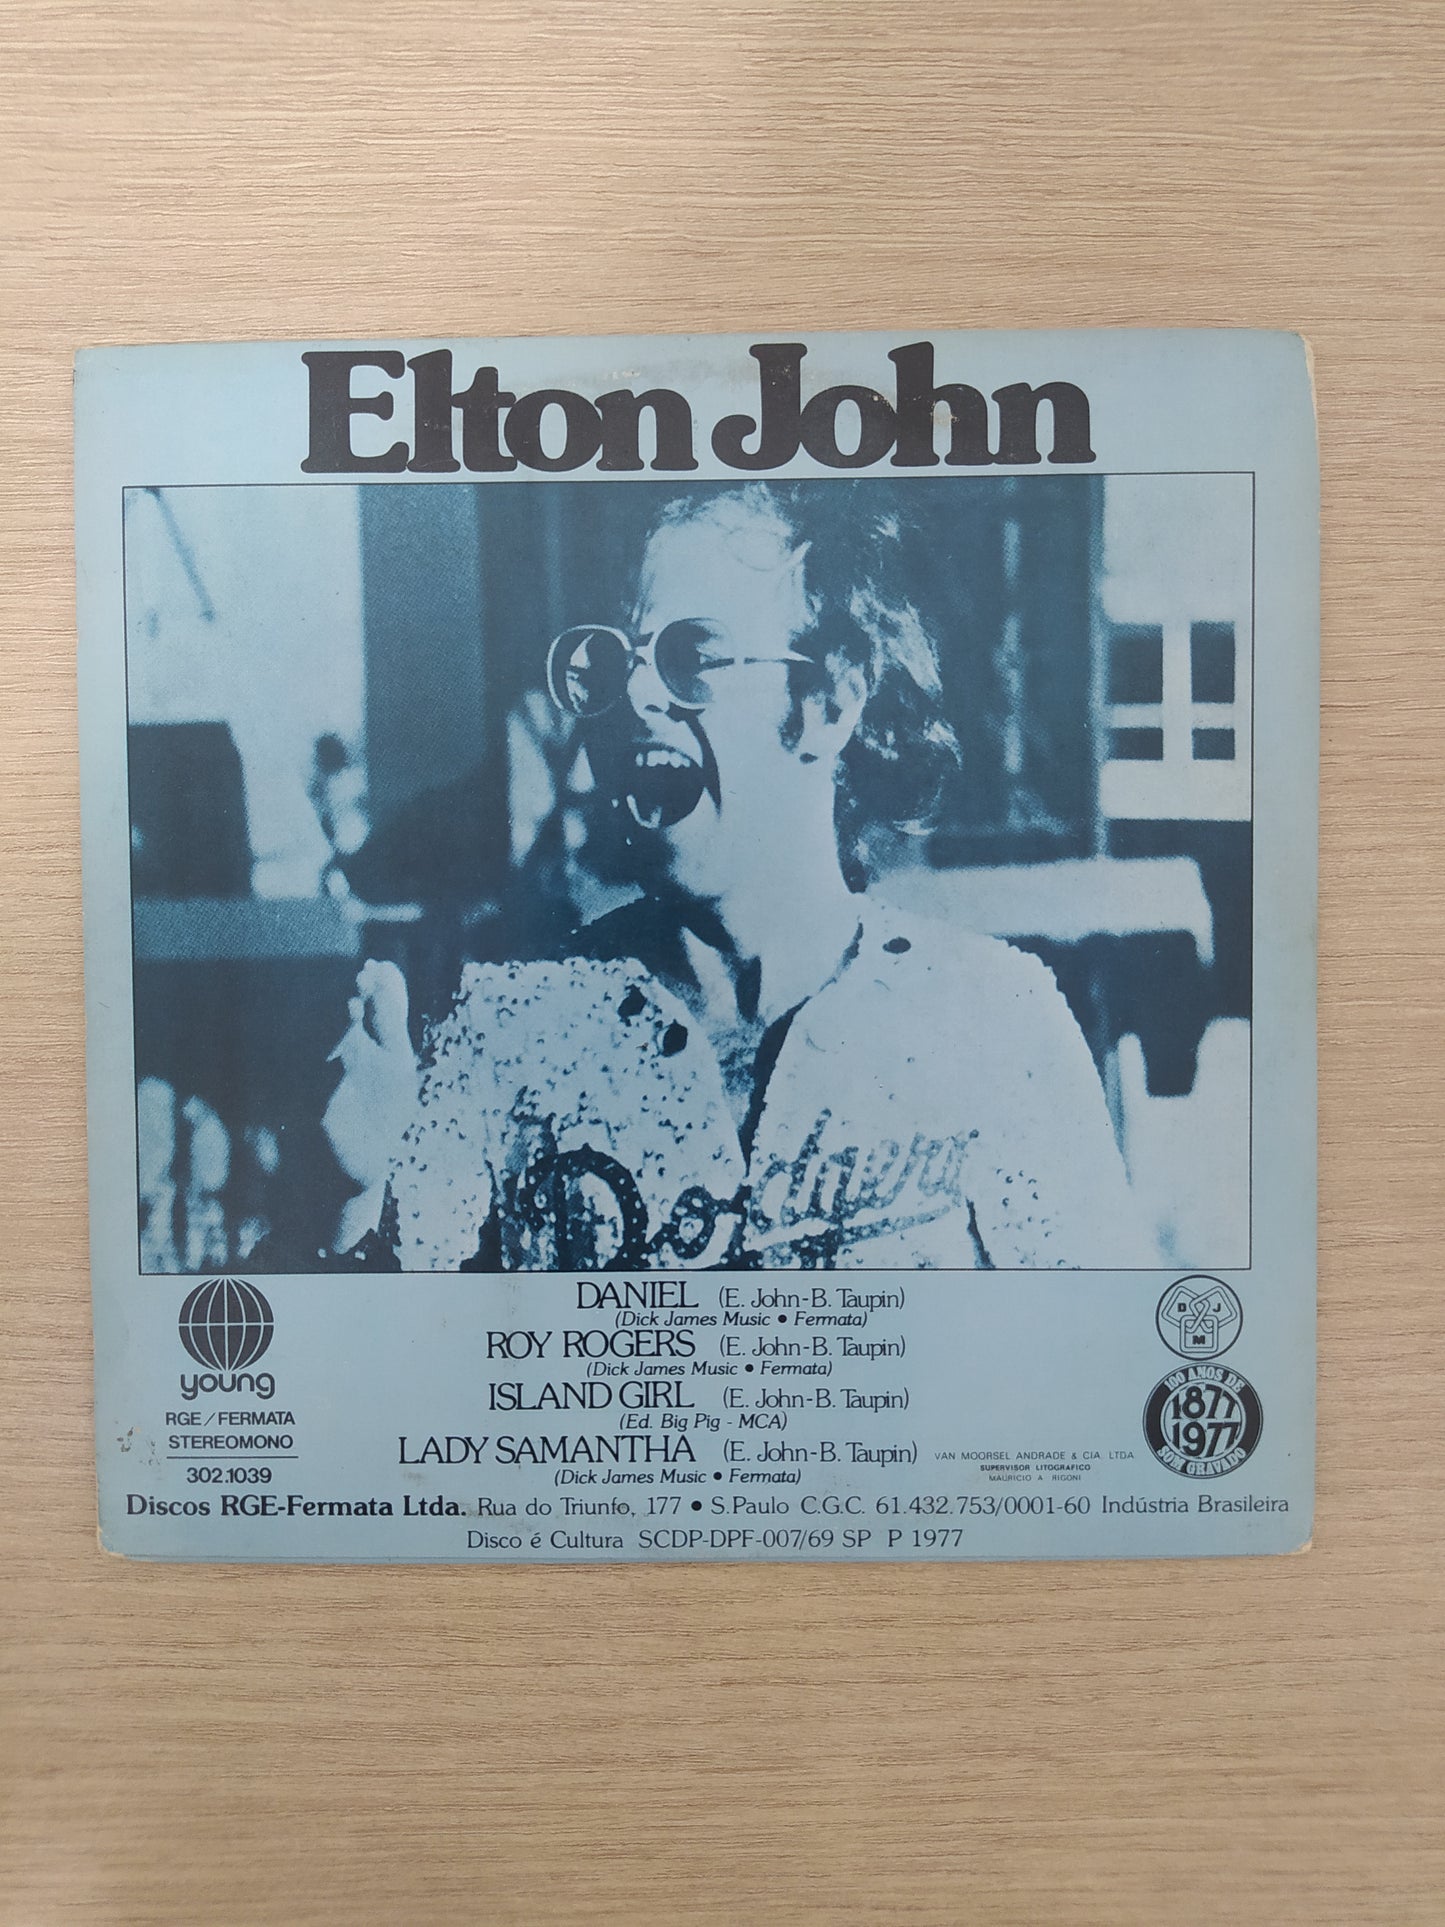 Elton John
Dodgers
DANIEL (E. John-B. Taupin)
(Dick James Music • Fermata)
ROY ROGERS (E. John-B. Taupin)
(Dick James Music • Fermata)
ISLAND GIRL (E. John-B. Taupin)
(Ed. Big Pig - MCA)
LADY SAMANTHA (E. John-B. Taupin)
(Dick James Music • Fermata)
young
RGE/FERMATA
STEREOMONO
302.1039
DJM
100 ANOS DE
1877
1977
SOM GRAVADO
VAN MOORSEL ANDRADE & CIA. LTDA
SUPERVISOR LITOGRAFICO
MAURICIO A. RIGONI
Discos RGE-Fermata Ltda. Rua do Triunfo, 177 • S.Paulo C.G.C. 61.432.753/0001-60 Indústria Brasileira
Disco é Cultura SCDP-DPF-007/69 SP P 1977